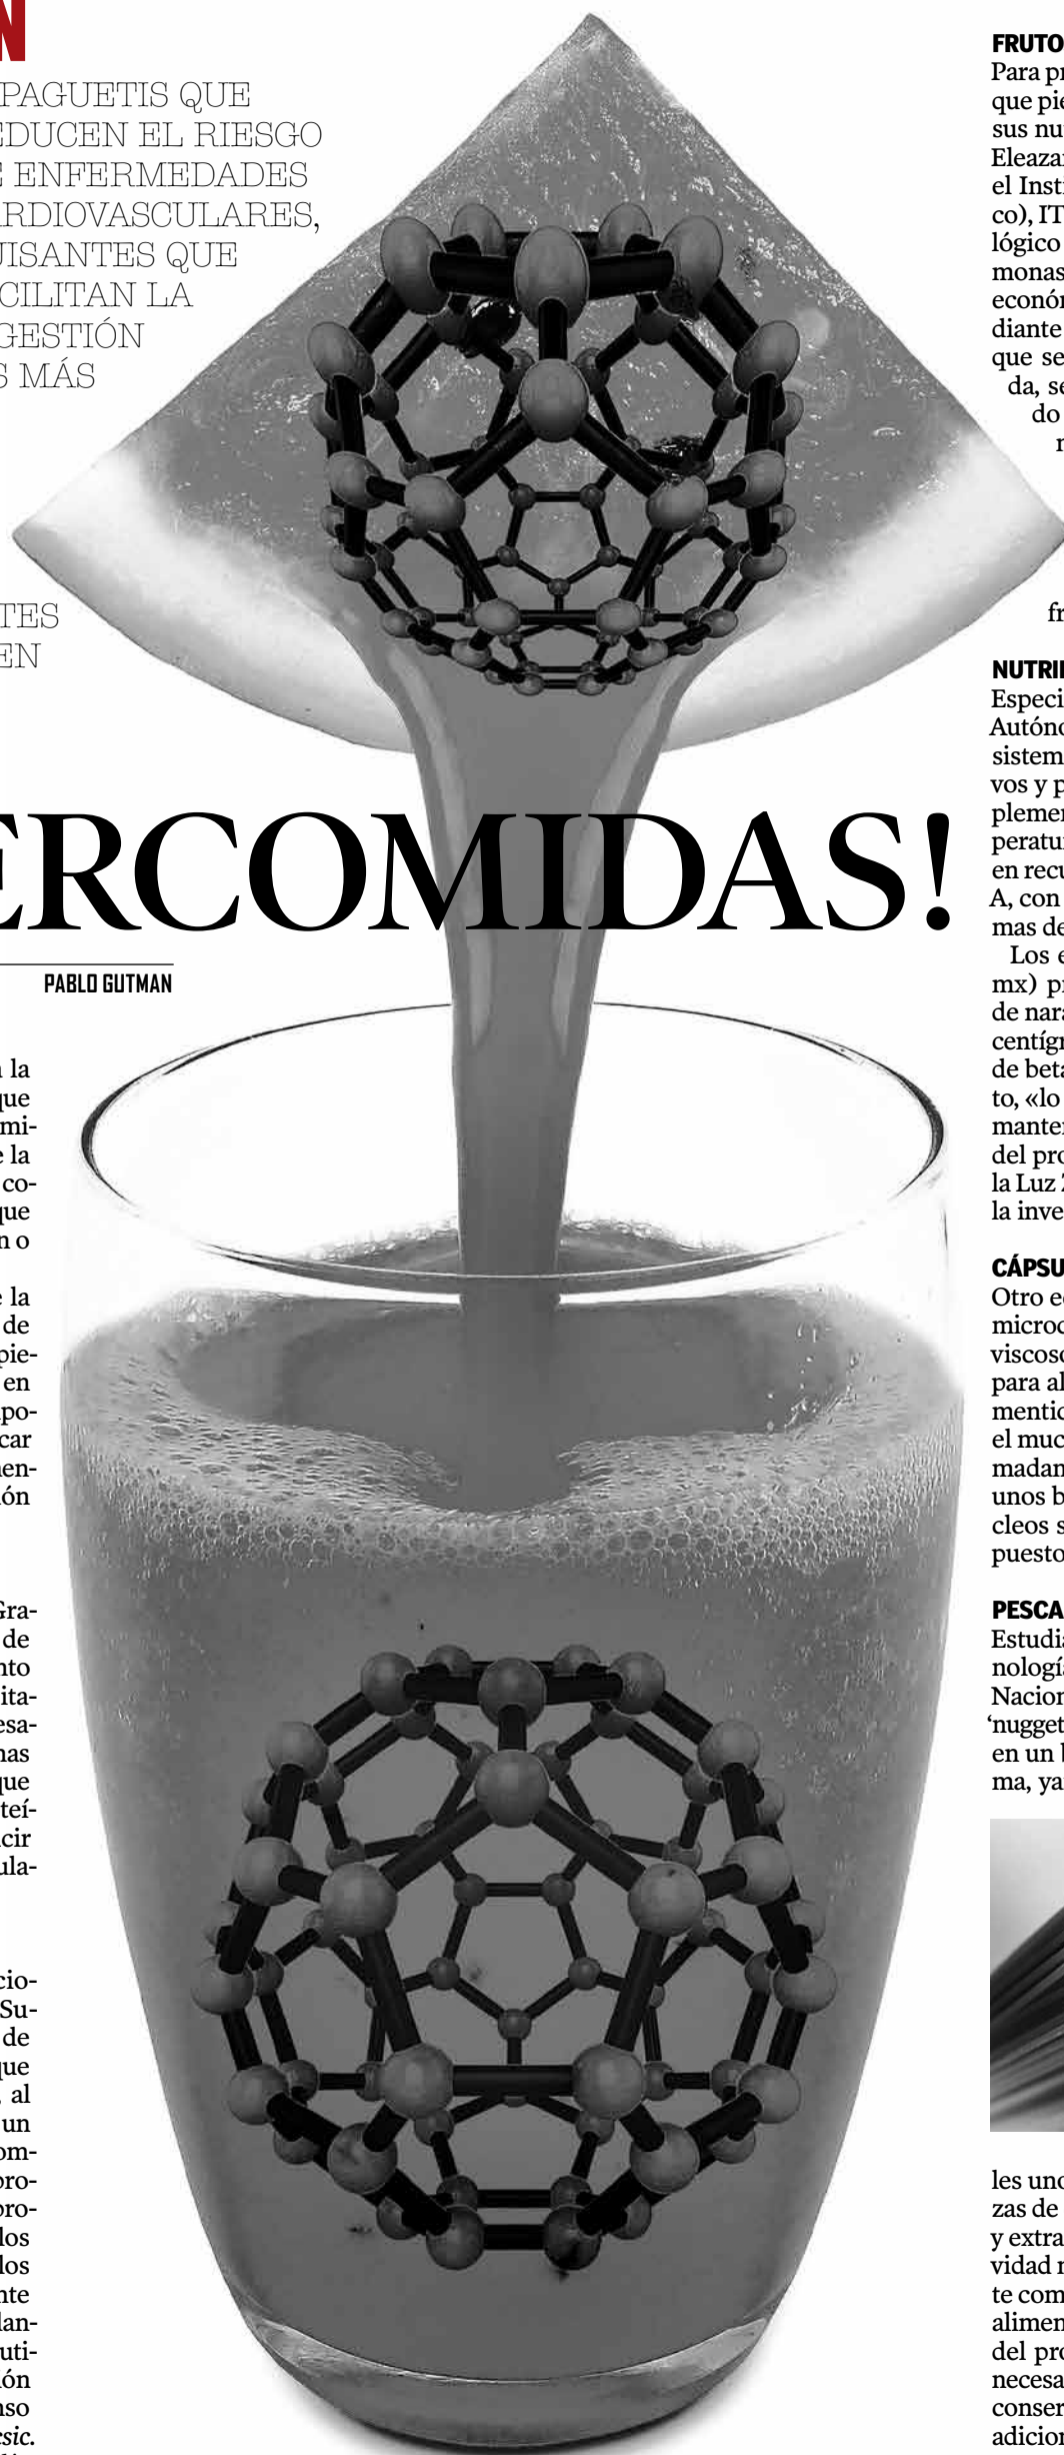 N
PAGUETIS QUE
EDUCEN EL RIESGO
E ENFERMEDADES
ARDIOVASCULARES,
UISANTES QUE
CILITAN LA
GESTIÓN
S MÁS
TES
EN
ERCOMIDAS!
PABLO GUTMAN
a la
que
mi-
e la
co-
que
n o
e la
de
pie-
en
po-
car
en-
ón
Gra-
de
nto
ita-
esa-
nas
que
teí-
cir
ula-
cio-
Su-
de
que
, al
un
om-
pro-
pro-
los
los
nte
lan-
uti-
ón
nso
csic.
FRUTO
Para pr
que pie
sus nu
Eleazar
el Insti
co), IT
lógico
monas
económ
diante
que se
da, se
do
fr
NUTRI
Especi
Autóno
sistem
vos y p
plemen
peratu
en recu
A, con
mas de
Los e
mx) pr
de nara
centígr
de beta
to, «lo
manter
del pro
la Luz Z
la inve
CÁPSU
Otro e
microc
viscoso
para al
mentic
el muc
madan
unos b
cleos s
puesto
PESCA
Estudia
nología
Nacion
‘nugget
en un b
ma, ya
les uno
zas de
y extra
vidad n
te com
alimen
del pro
necesa
conser
adicion